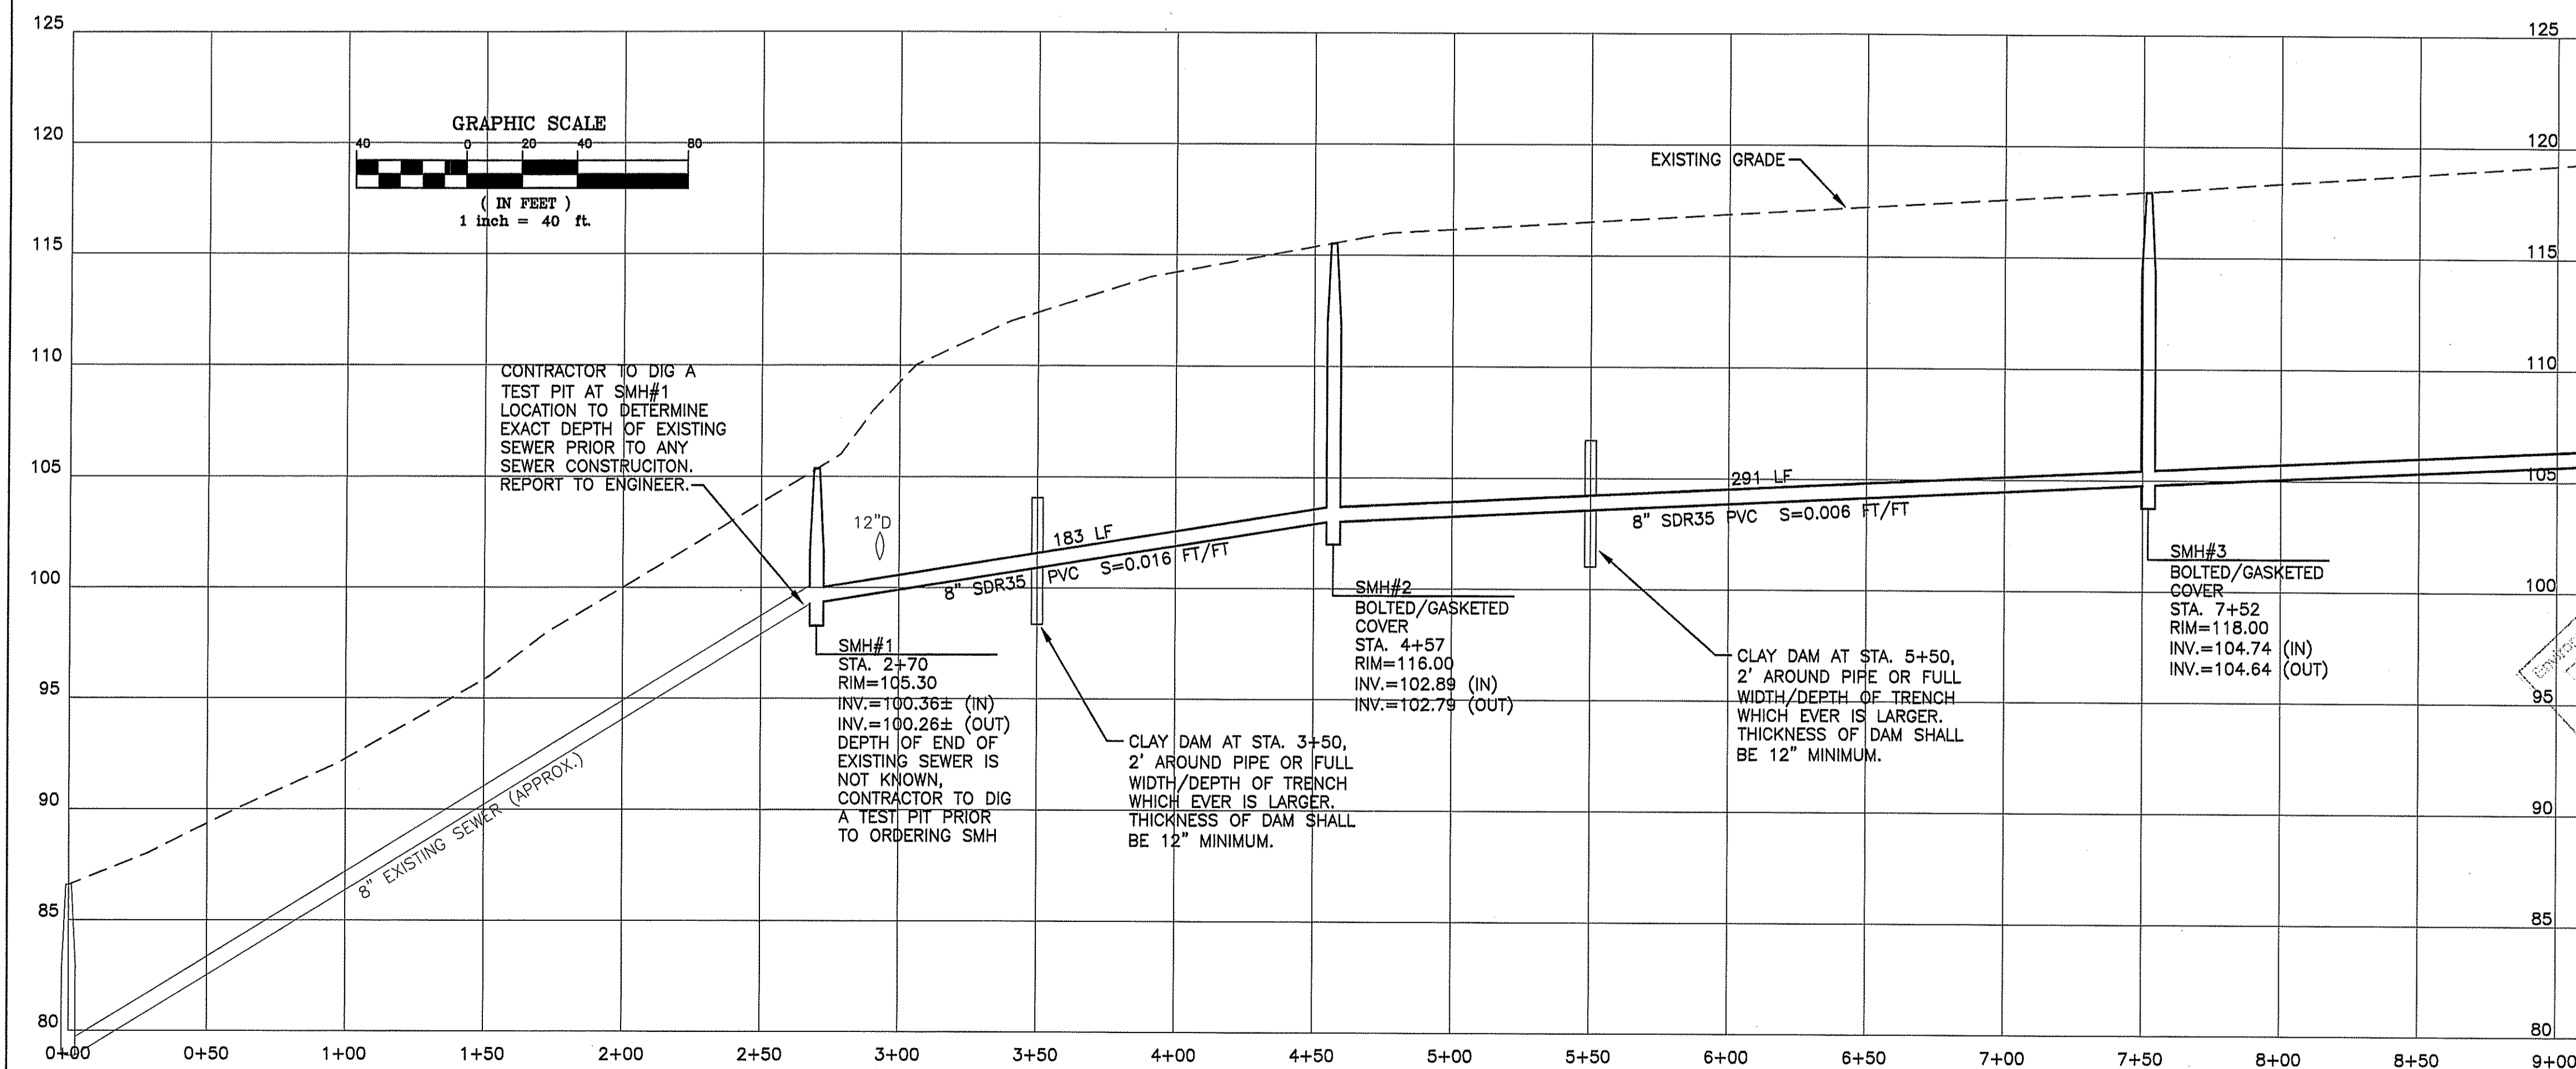 125
125
GRAPHIC SCALE
40 0 20 40 80
( IN FEET )
1 inch = 40 ft.
120
120
EXISTING GRADE
115
115
110
110
CONTRACTOR TO DIG A
TEST PIT AT SMH#1
LOCATION TO DETERMINE
EXACT DEPTH OF EXISTING
SEWER PRIOR TO ANY
SEWER CONSTRUCITON.
REPORT TO ENGINEER.
105
105
12"D
183 LF
8" SDR35 PVC S=0.016 FT/FT
291 LF
8" SDR35 PVC S=0.006 FT/FT
100
100
SMH#1
STA. 2+70
RIM=105.30
INV.=100.36± (IN)
INV.=100.26± (OUT)
DEPTH OF END OF
EXISTING SEWER IS
NOT KNOWN,
CONTRACTOR TO DIG
A TEST PIT PRIOR
TO ORDERING SMH
CLAY DAM AT STA. 3+50,
2' AROUND PIPE OR FULL
WIDTH/DEPTH OF TRENCH
WHICH EVER IS LARGER.
THICKNESS OF DAM SHALL
BE 12" MINIMUM.
SMH#2
BOLTED/GASKETED
COVER
STA. 4+57
RIM=116.00
INV.=102.89 (IN)
INV.=102.79 (OUT)
CLAY DAM AT STA. 5+50,
2' AROUND PIPE OR FULL
WIDTH/DEPTH OF TRENCH
WHICH EVER IS LARGER.
THICKNESS OF DAM SHALL
BE 12" MINIMUM.
SMH#3
BOLTED/GASKETED
COVER
STA. 7+52
RIM=118.00
INV.=104.74 (IN)
INV.=104.64 (OUT)
95
95
8" EXISTING SEWER (APPROX.)
90
90
85
85
80
80
0+00 0+50 1+00 1+50 2+00 2+50 3+00 3+50 4+00 4+50 5+00 5+50 6+00 6+50 7+00 7+50 8+00 8+50 9+00